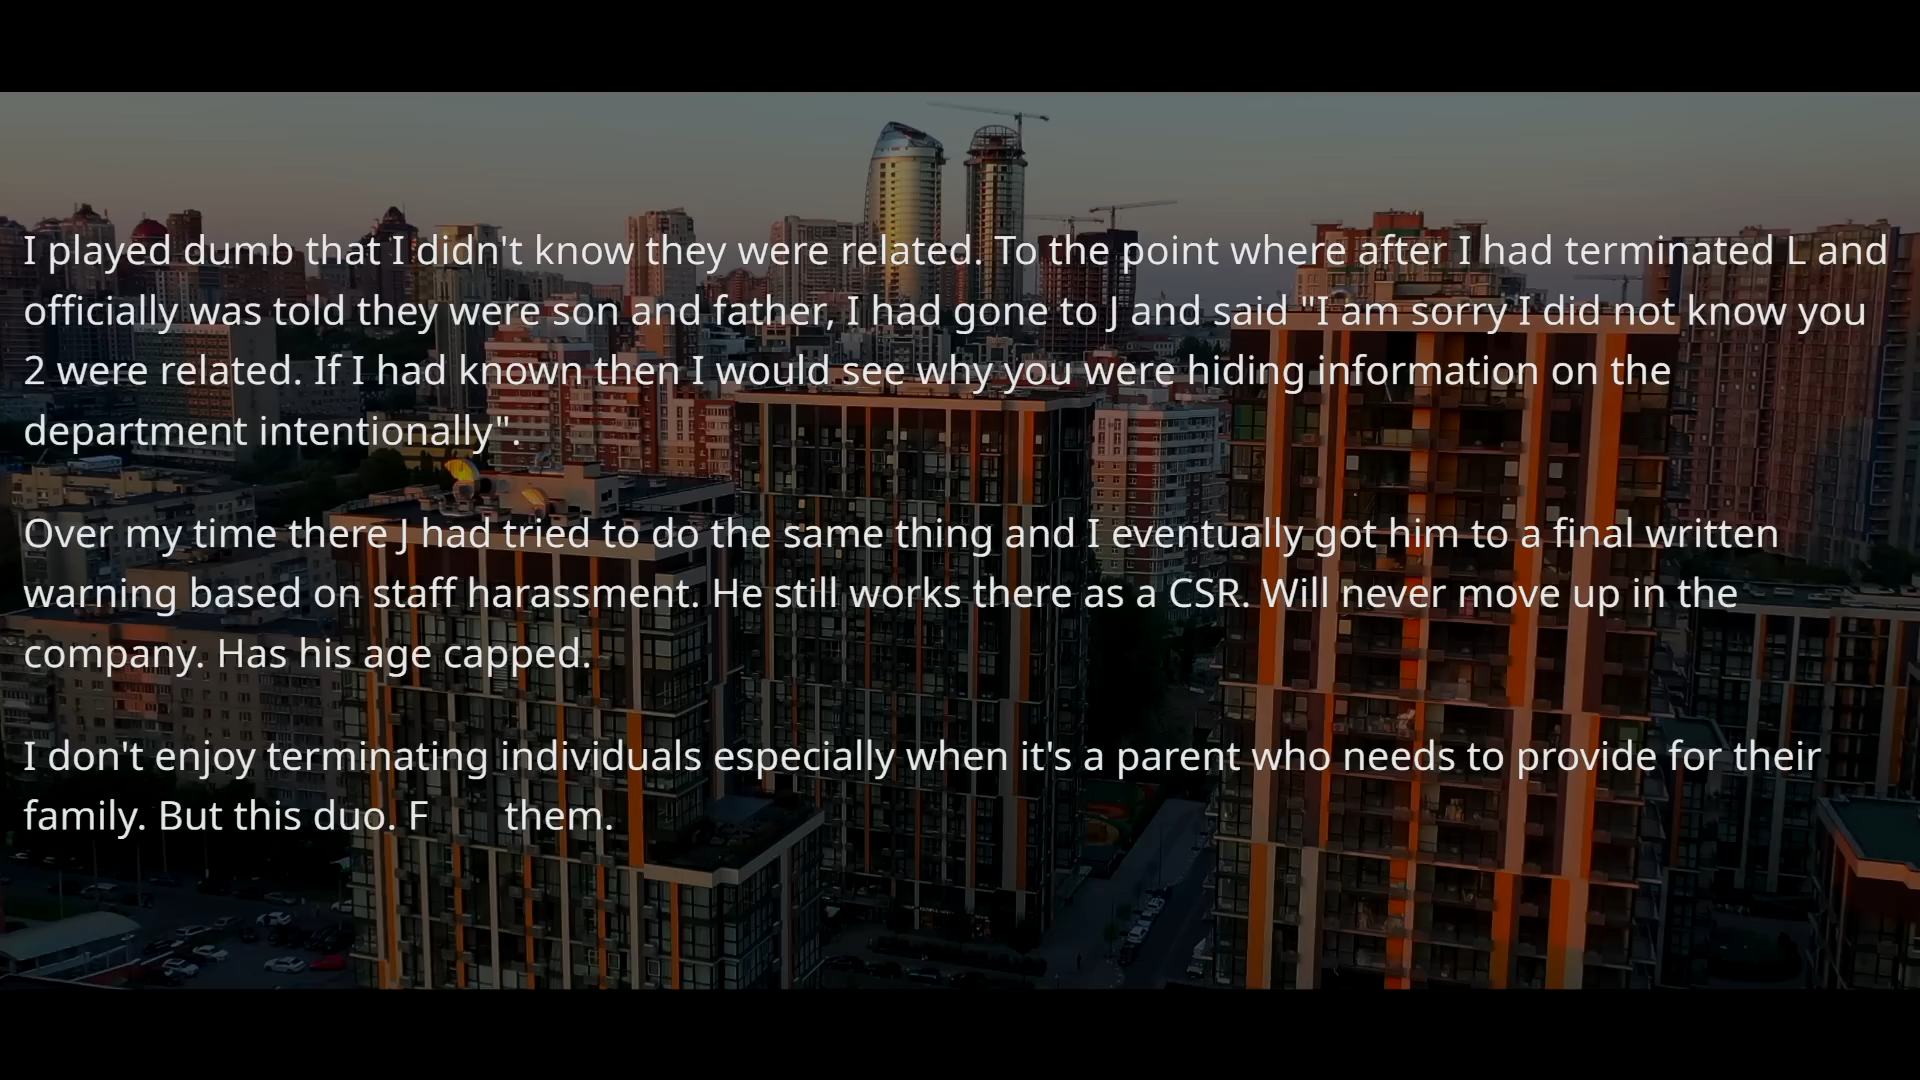 I played dumb that I didn't know they were related. To the point where after I had terminated L and
officially was told they were son and father, I had gone to J and said "I am sorry I did not know you
2 were related. If I had known then I would see why you were hiding information on the
department intentionally".
Over my time there J had tried to do the same thing and I eventually got him to a final written
warning based on staff harassment. He still works there as a CSR. Will never move up in the
company. Has his age capped.
I don't enjoy terminating individuals especially when it's a parent who needs to provide for their
family. But this duo. F them.